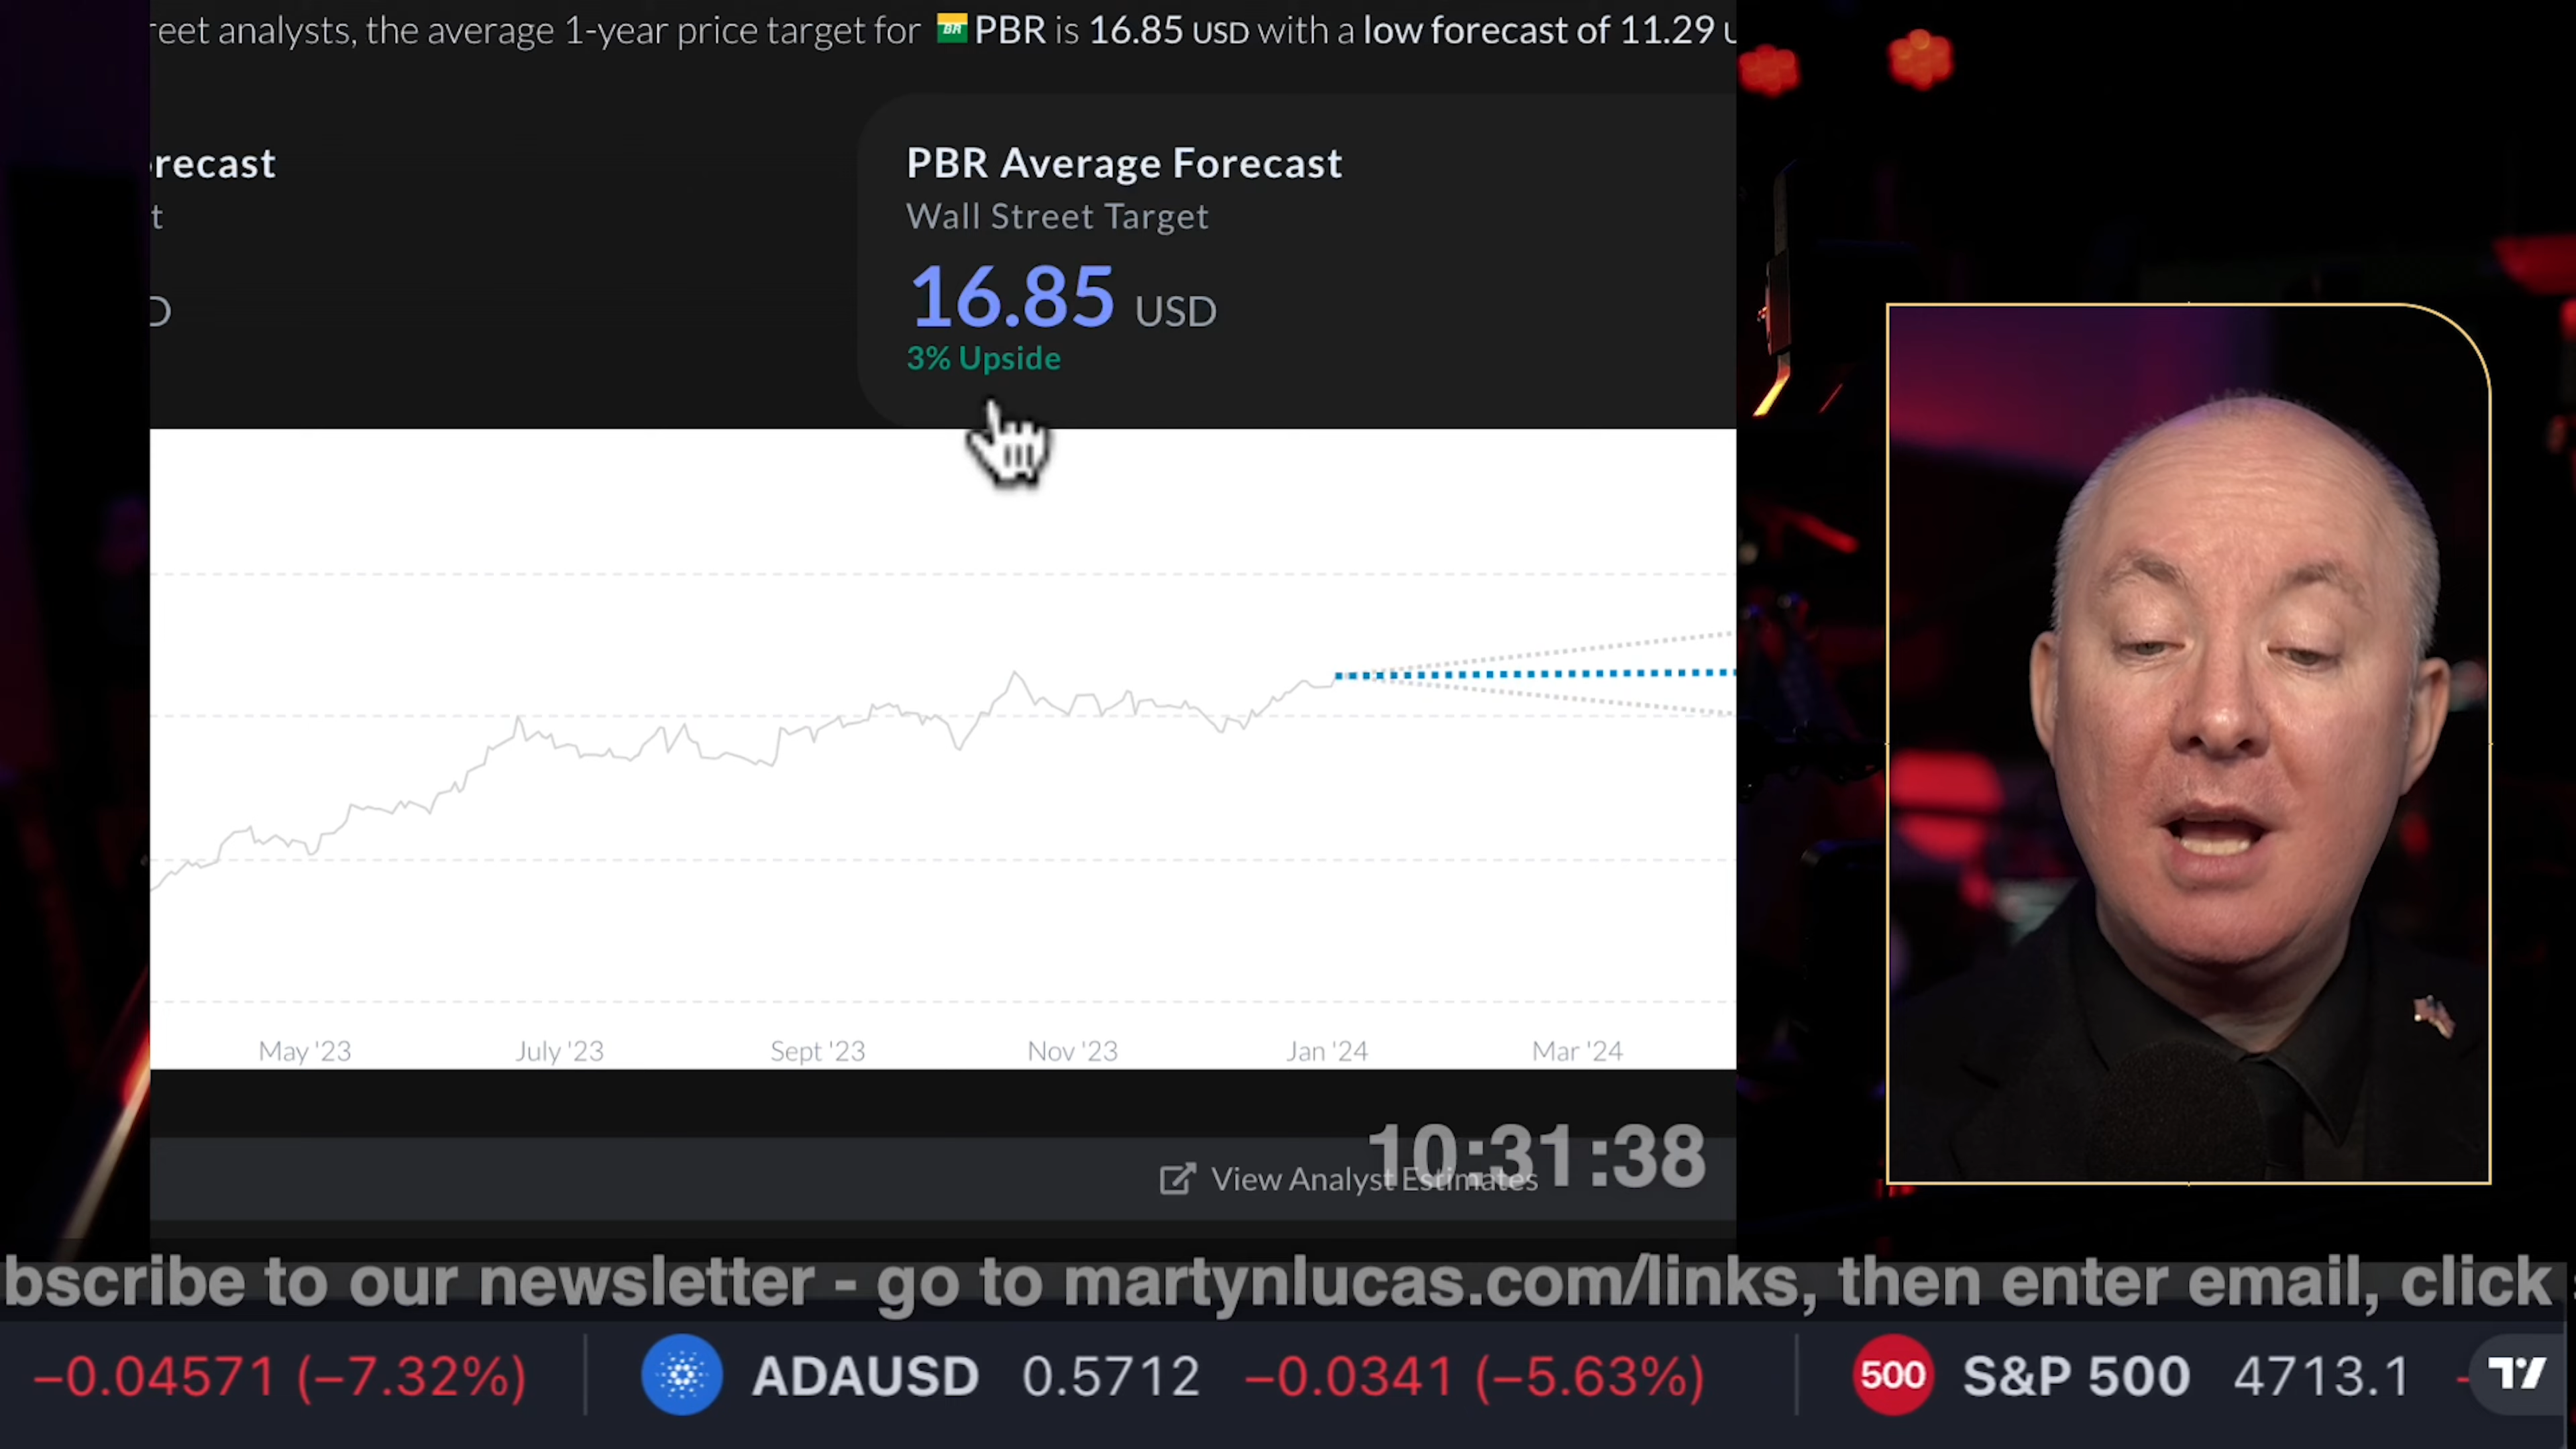 reet analysts, the average 1-year price target for BR PBR is 16.85 USD with a low forecast of 11.29 U
recast
t
D
PBR Average Forecast
Wall Street Target
16.85 USD
3% Upside
May '23 July '23 Sept '23 Nov '23 Jan '24 Mar '24
10:31:38
View Analyst Estimates
bscribe to our newsletter - go to martynlucas.com/links, then enter email, click
−0.04571 (−7.32%) ADAUSD 0.5712 −0.0341 (−5.63%) 500 S&P 500 4713.1 -